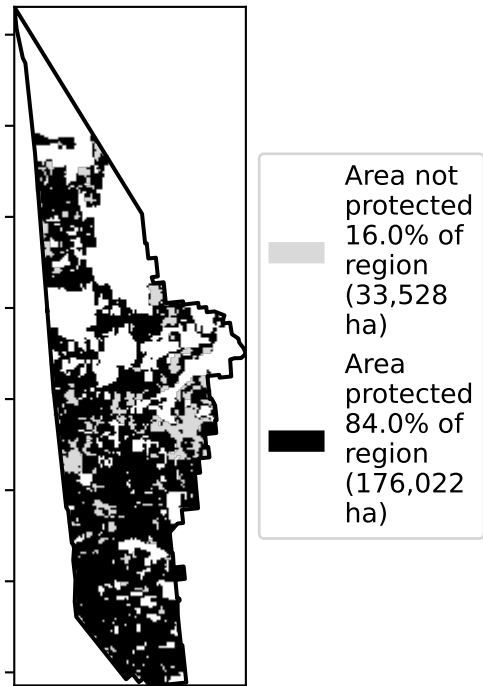 Area not
protected
16.0% of
region
(33,528
ha)
Area
protected
84.0% of
region
(176,022
ha)